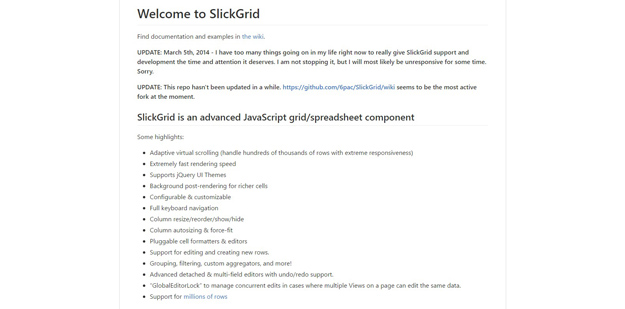 Welcome to SlickGrid
Find documentation and examples in the wiki.
UPDATE: March 5th, 2014 - I have too many things going on in my life right now to really give SlickGrid support and
development the time and attention it deserves. I am not stopping it, but I will most likely be unresponsive for some time.
Sorry.
UPDATE: This repo hasn't been updated in a while. https://github.com/6pac/SlickGrid/wiki seems to be the most active
fork at the moment.
SlickGrid is an advanced JavaScript grid/spreadsheet component
Some highlights:
• Adaptive virtual scrolling (handle hundreds of thousands of rows with extreme responsiveness)
• Extremely fast rendering speed
• Supports jQuery UI Themes
• Background post-rendering for richer cells
• Configurable & customizable
• Full keyboard navigation
• Column resize/reorder/show/hide
• Column autosizing & force-fit
• Pluggable cell formatters & editors
• Support for editing and creating new rows.
• Grouping, filtering, custom aggregators, and more!
• Advanced detached & multi-field editors with undo/redo support.
• "GlobalEditorLock" to manage concurrent edits in cases where multiple Views on a page can edit the same data.
• Support for millions of rows